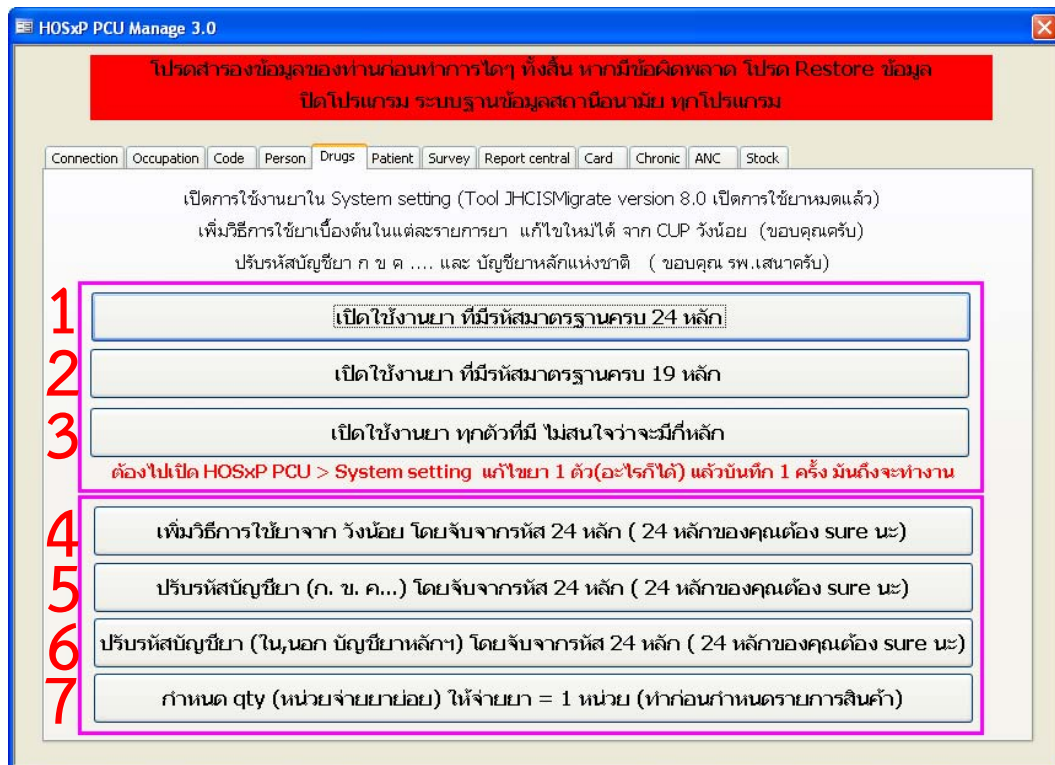 HOSxP PCU Manage 3.0
โปรดสำรองข้อมูลของท่านก่อนทำการใดๆ ทั้งสิ้น หากมีข้อผิดพลาด โปรด Restore ข้อมูล
ปิดโปรแกรม ระบบฐานข้อมูลสถานีอนามัย ทุกโปรแกรม
Connection Occupation Code Person Drugs Patient Survey Report central Card Chronic ANC Stock
เปิดการใช้งานยาใน System setting (Tool JHCISMigrate version 8.0 เปิดการใช้ยาหมดแล้ว)
เพิ่มวิธีการใช้ยาเบื้องต้นในแต่ละรายการยา แก้ไขใหม่ได้ จาก CUP วังน้อย (ขอบคุณครับ)
ปรับรหัสบัญชียา ก ข ค .... และ บัญชียาหลักแห่งชาติ ( ขอบคุณ รพ.เสนาครับ)
1 เปิดใช้งานยา ที่มีรหัสมาตรฐานครบ 24 หลัก
2 เปิดใช้งานยา ที่มีรหัสมาตรฐานครบ 19 หลัก
3 เปิดใช้งานยา ทุกตัวที่มี ไม่สนใจว่าจะมีกี่หลัก
ต้องไปเปิด HOSxP PCU > System setting แก้ไขยา 1 ตัว(อะไรก็ได้) แล้วบันทึก 1 ครั้ง มันถึงจะทำงาน
4 เพิ่มวิธีการใช้ยาจาก วังน้อย โดยจับจากรหัส 24 หลัก ( 24 หลักของคุณต้อง sure นะ)
5 ปรับรหัสบัญชียา (ก. ข. ค...) โดยจับจากรหัส 24 หลัก ( 24 หลักของคุณต้อง sure นะ)
6 ปรับรหัสบัญชียา (ใน,นอก บัญชียาหลักฯ) โดยจับจากรหัส 24 หลัก ( 24 หลักของคุณต้อง sure นะ)
7 กำหนด qty (หน่วยจ่ายยาย่อย) ให้จ่ายยา = 1 หน่วย (ทำก่อนกำหนดรายการสินค้า)